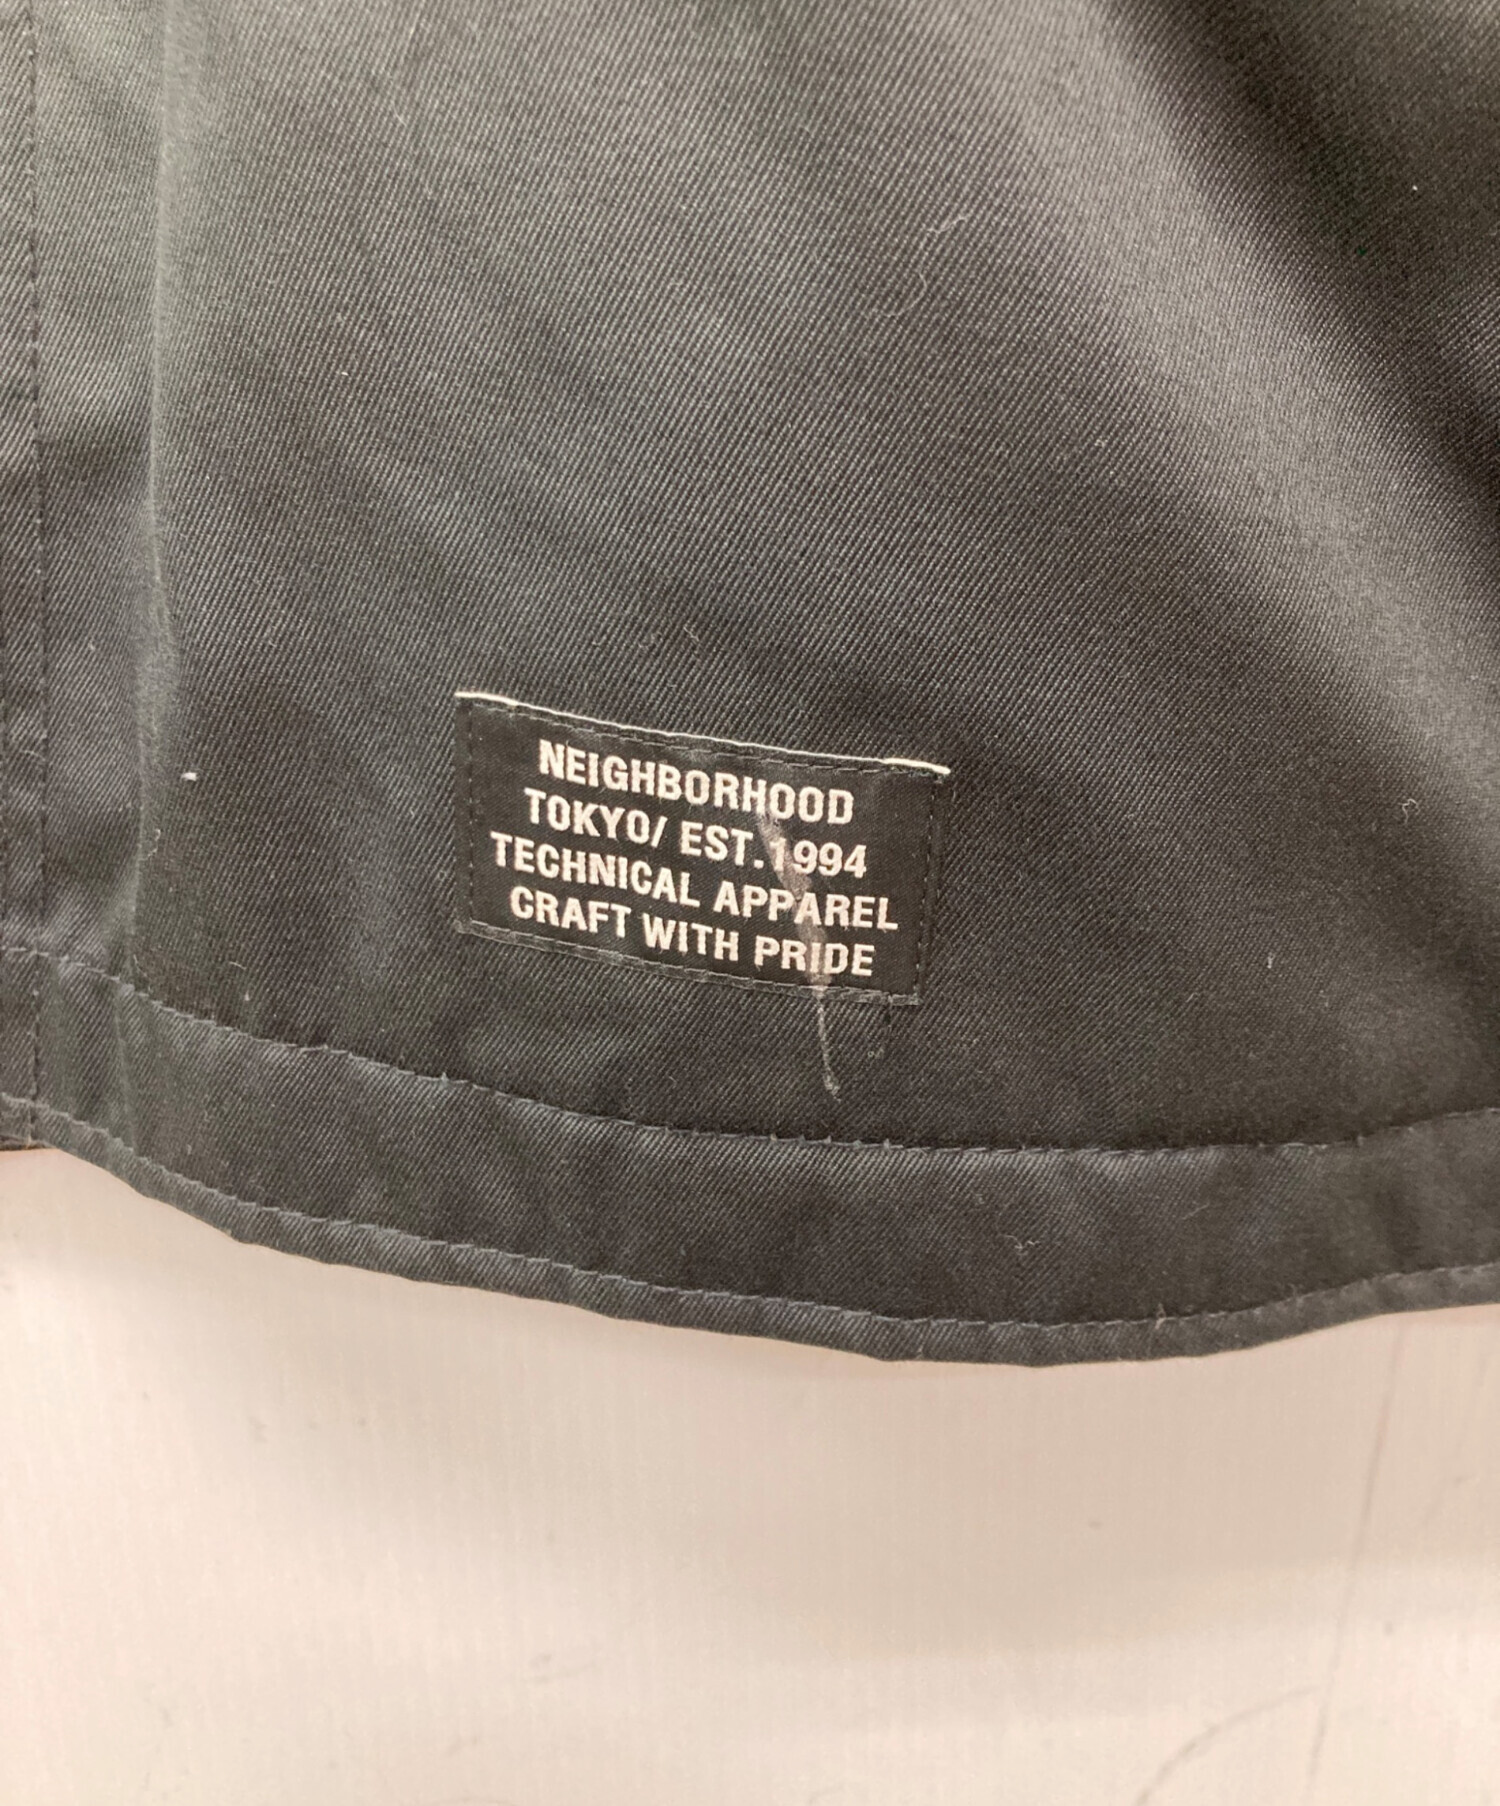 NEIGHBORHOOD
TOKYO/ EST.1994
TECHNICAL APPAREL
CRAFT WITH PRIDE